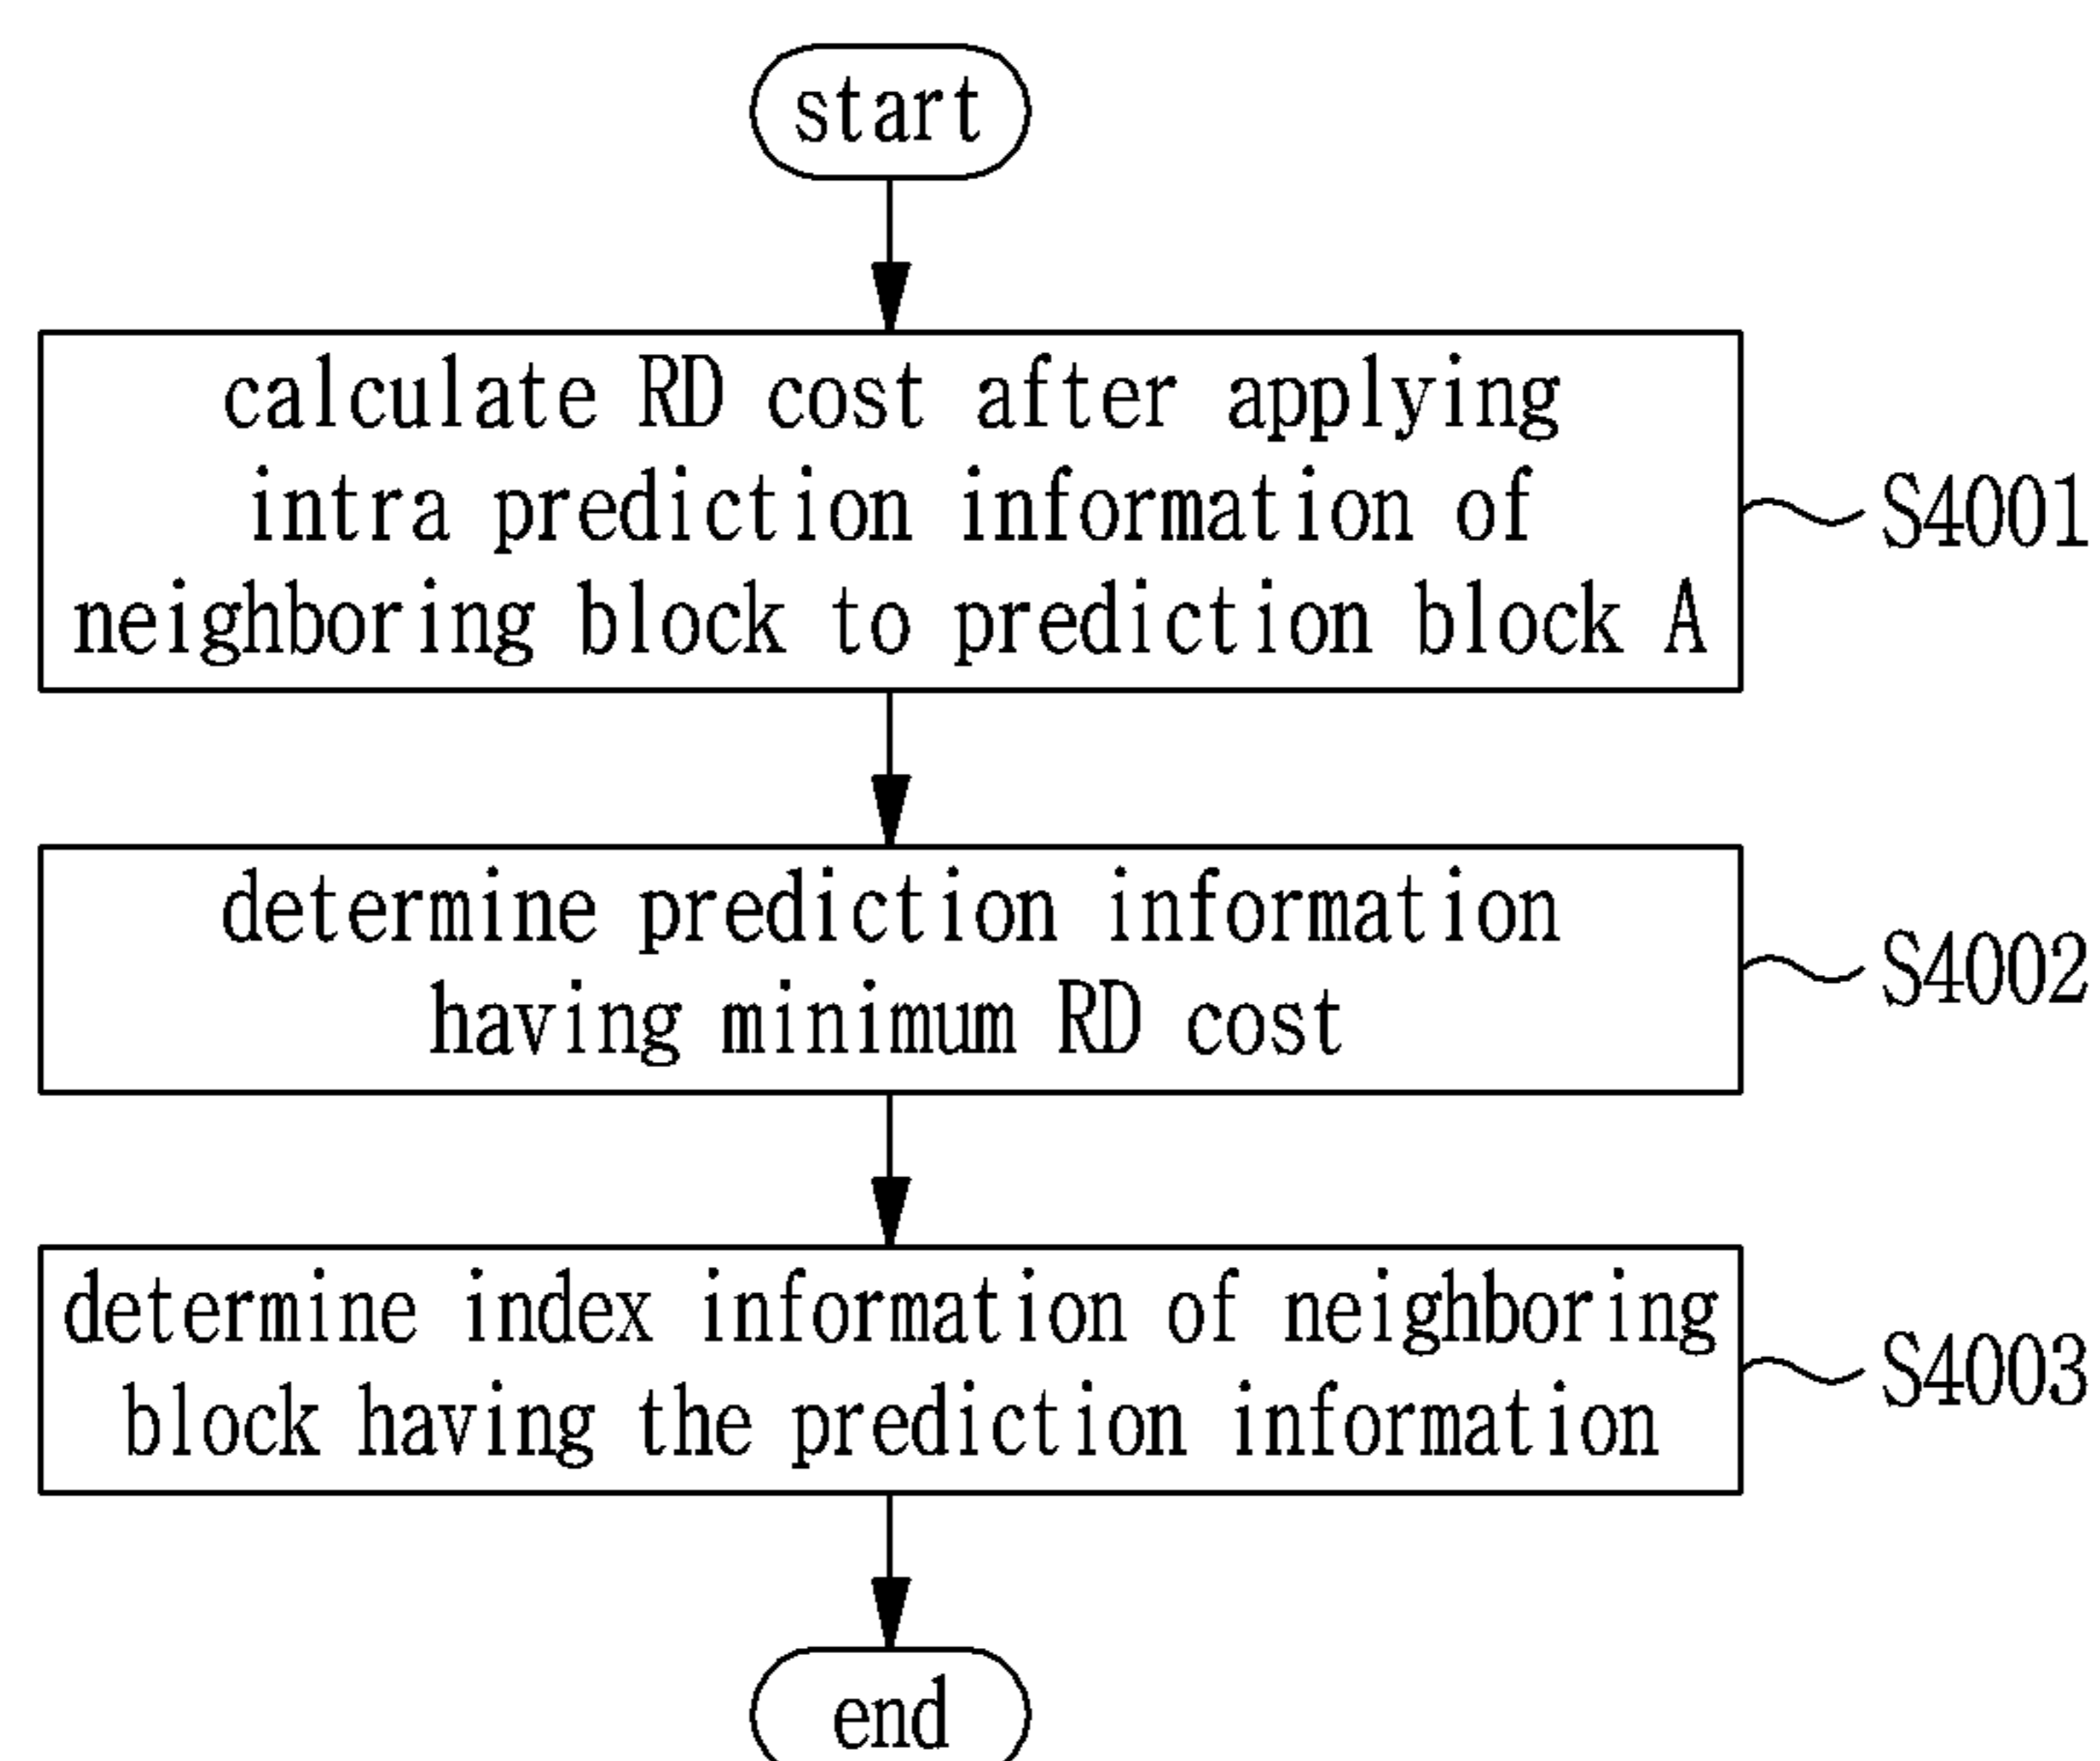 start
calculate RD cost after applying
intra prediction information of
neighboring block to prediction block A
S4001
determine prediction information
having minimum RD cost
S4002
determine index information of neighboring
block having the prediction information
S4003
end